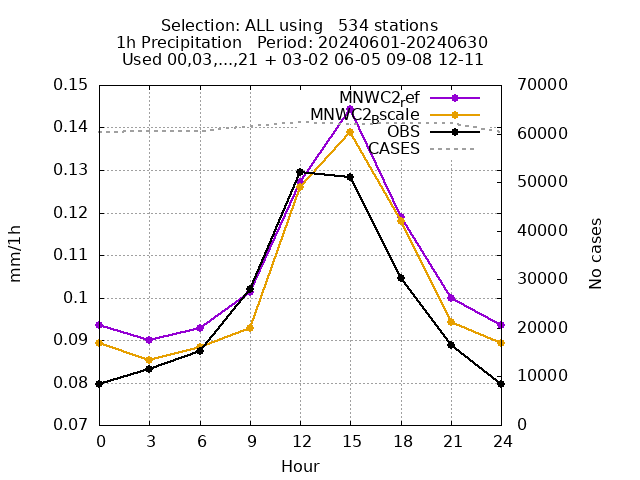 Selection: ALL using   534 stations
1h Precipitation   Period: 20240601-20240630
Used 00,03,...,21 + 03-02 06-05 09-08 12-11
MNWC2ref
MNWC2Bscale
OBS
CASES
mm/1h
0.15
0.14
0.13
0.12
0.11
0.1
0.09
0.08
0.07
70000
60000
50000
40000
30000
20000
10000
0
No cases
0 3 6 9 12 15 18 21 24
Hour